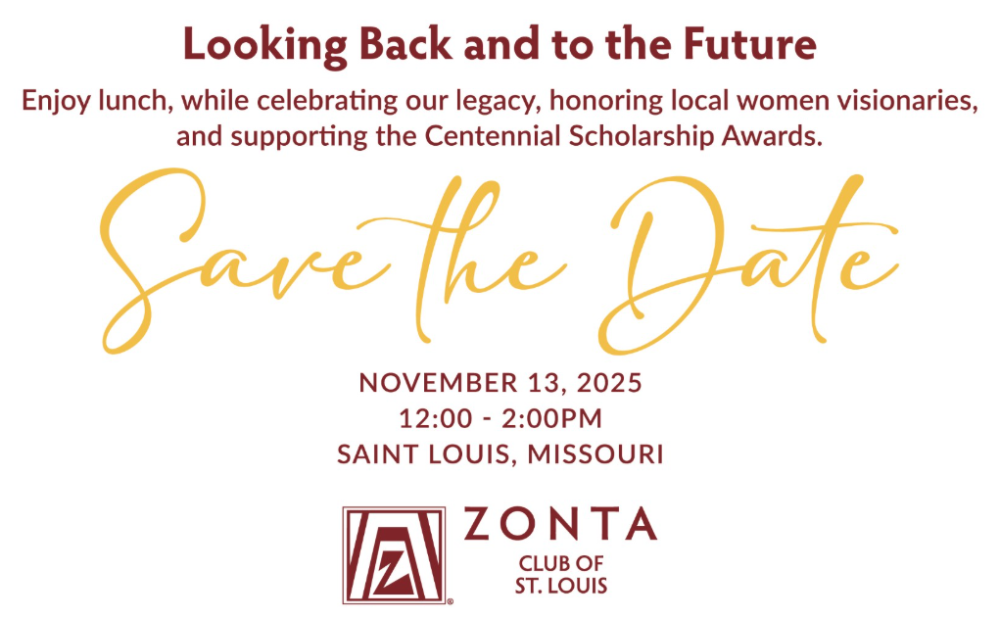 Looking Back and to the Future
Enjoy lunch, while celebrating our legacy, honoring local women visionaries,
and supporting the Centennial Scholarship Awards.
Save the Date
NOVEMBER 13, 2025
12:00 - 2:00PM
SAINT LOUIS, MISSOURI
Z
®
ZONTA
CLUB OF
ST. LOUIS